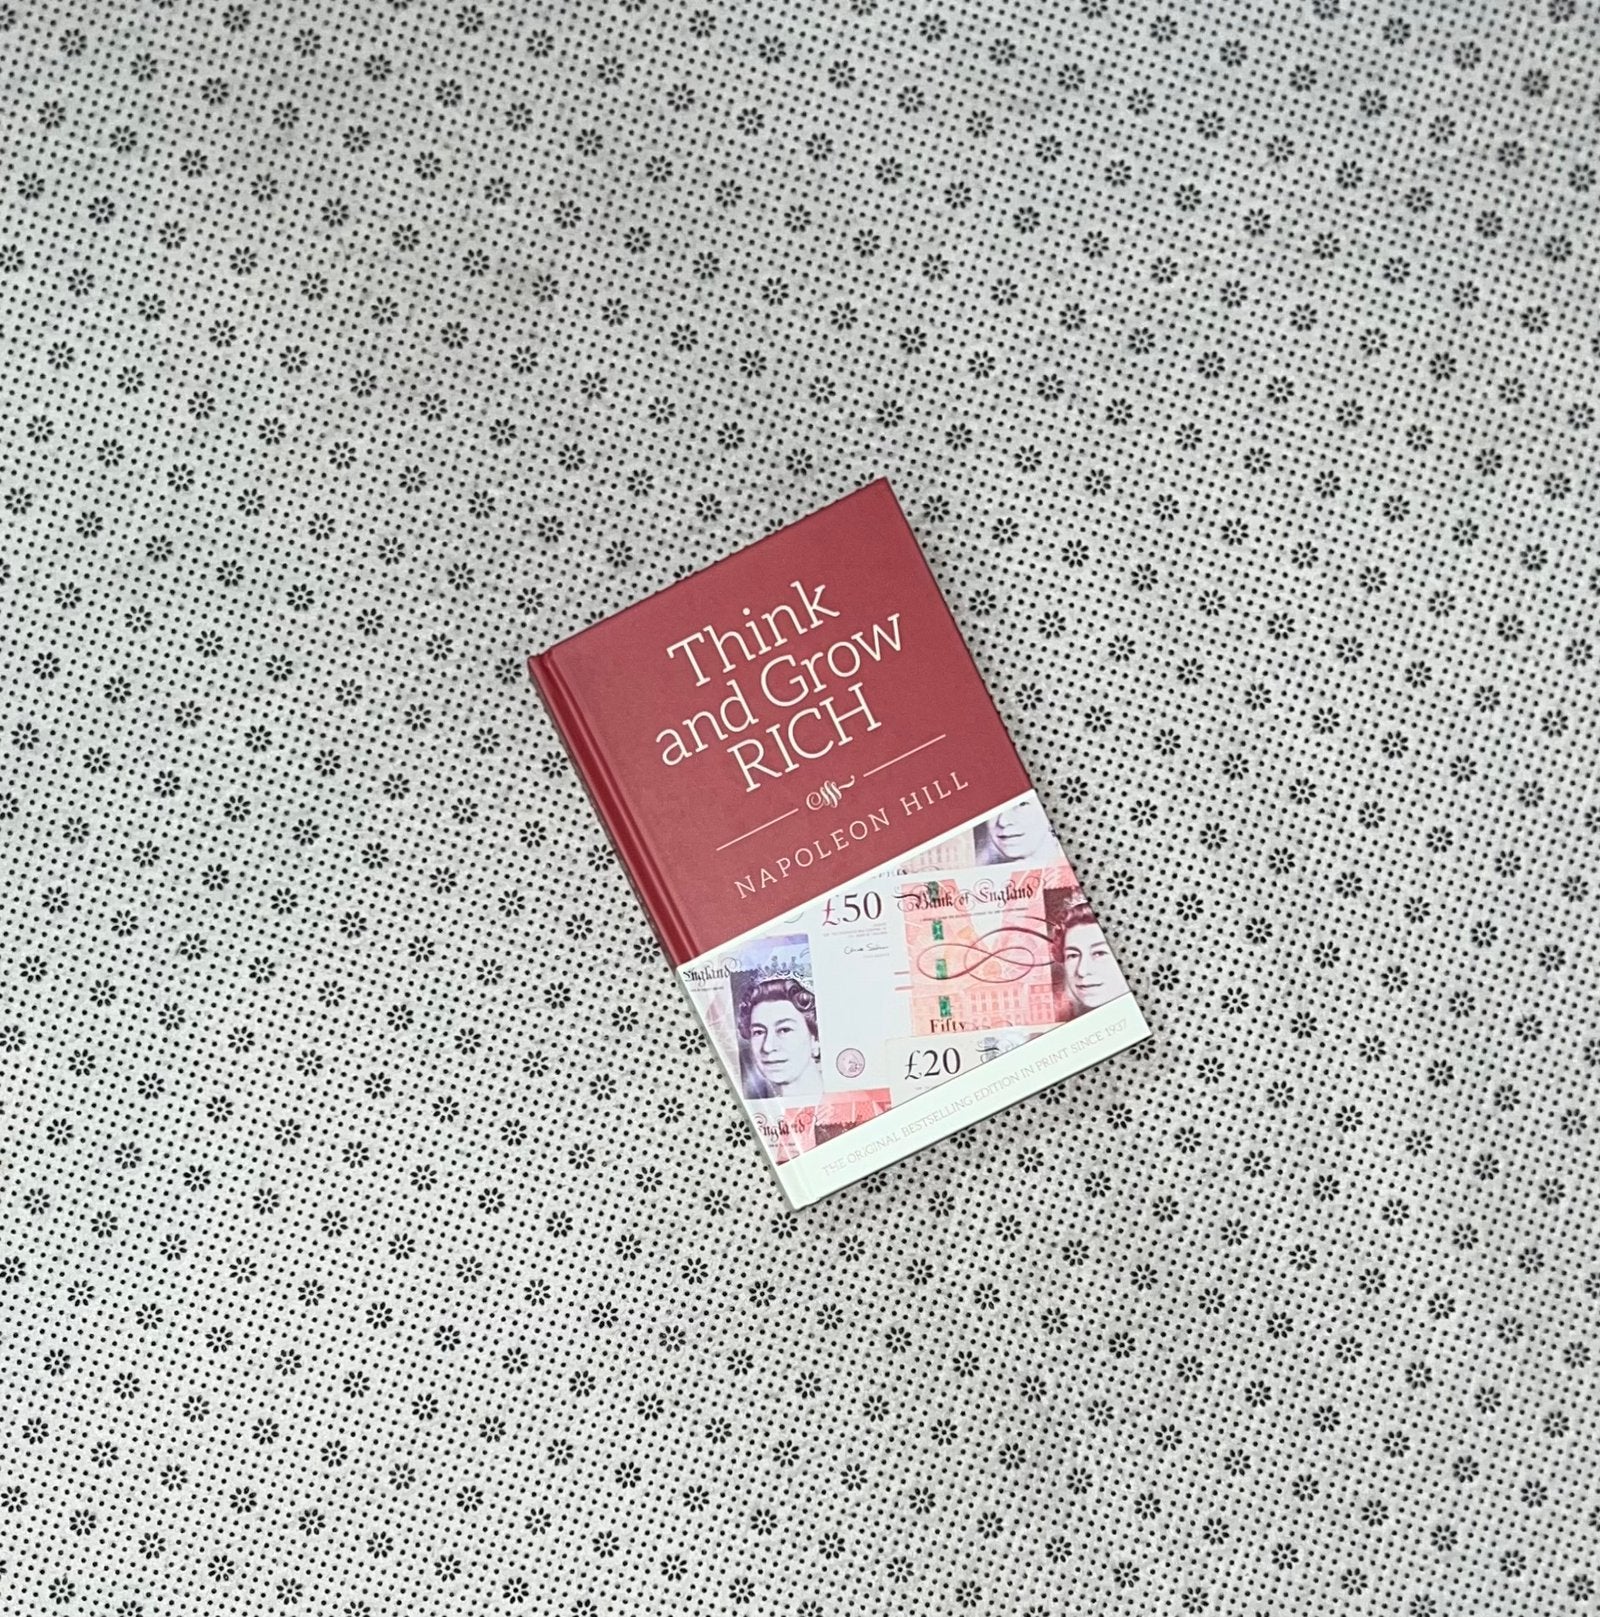 Think
and Grow
RICH
NAPOLEON HILL
£50
Bank of England
England
Fifty
£20
England
THE ORIGINAL BESTSELLING EDITION IN PRINT SINCE 1937